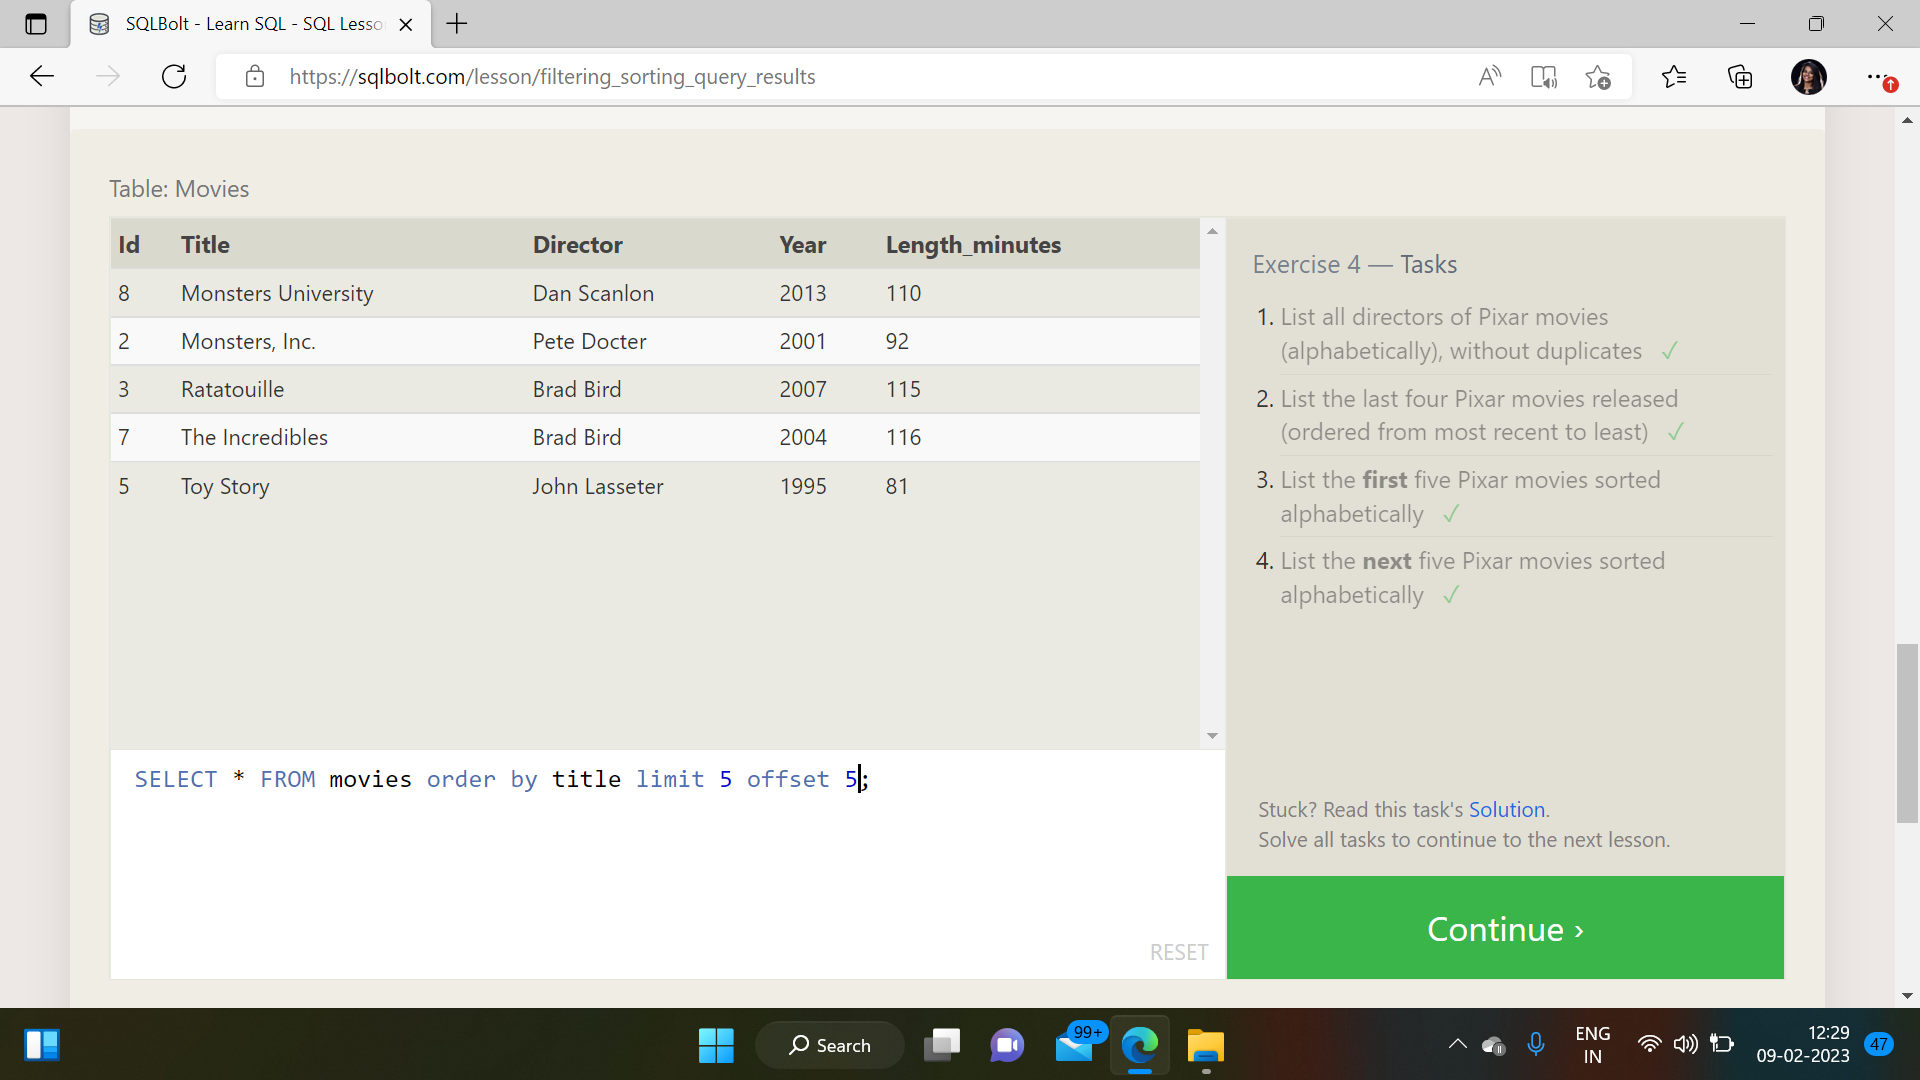 SQLBolt - Learn SQL - SQL Lesso
https://sqlbolt.com/lesson/filtering_sorting_query_results
Table: Movies
Id Title Director Year Length_minutes
8 Monsters University Dan Scanlon 2013 110
2 Monsters, Inc. Pete Docter 2001 92
3 Ratatouille Brad Bird 2007 115
7 The Incredibles Brad Bird 2004 116
5 Toy Story John Lasseter 1995 81
SELECT * FROM movies order by title limit 5 offset 5;
RESET
Exercise 4 — Tasks
1. List all directors of Pixar movies
(alphabetically), without duplicates ✓
2. List the last four Pixar movies released
(ordered from most recent to least) ✓
3. List the first five Pixar movies sorted
alphabetically ✓
4. List the next five Pixar movies sorted
alphabetically ✓
Stuck? Read this task's Solution.
Solve all tasks to continue to the next lesson.
Continue ›
Search
99+
ENG
IN
12:29
09-02-2023
47